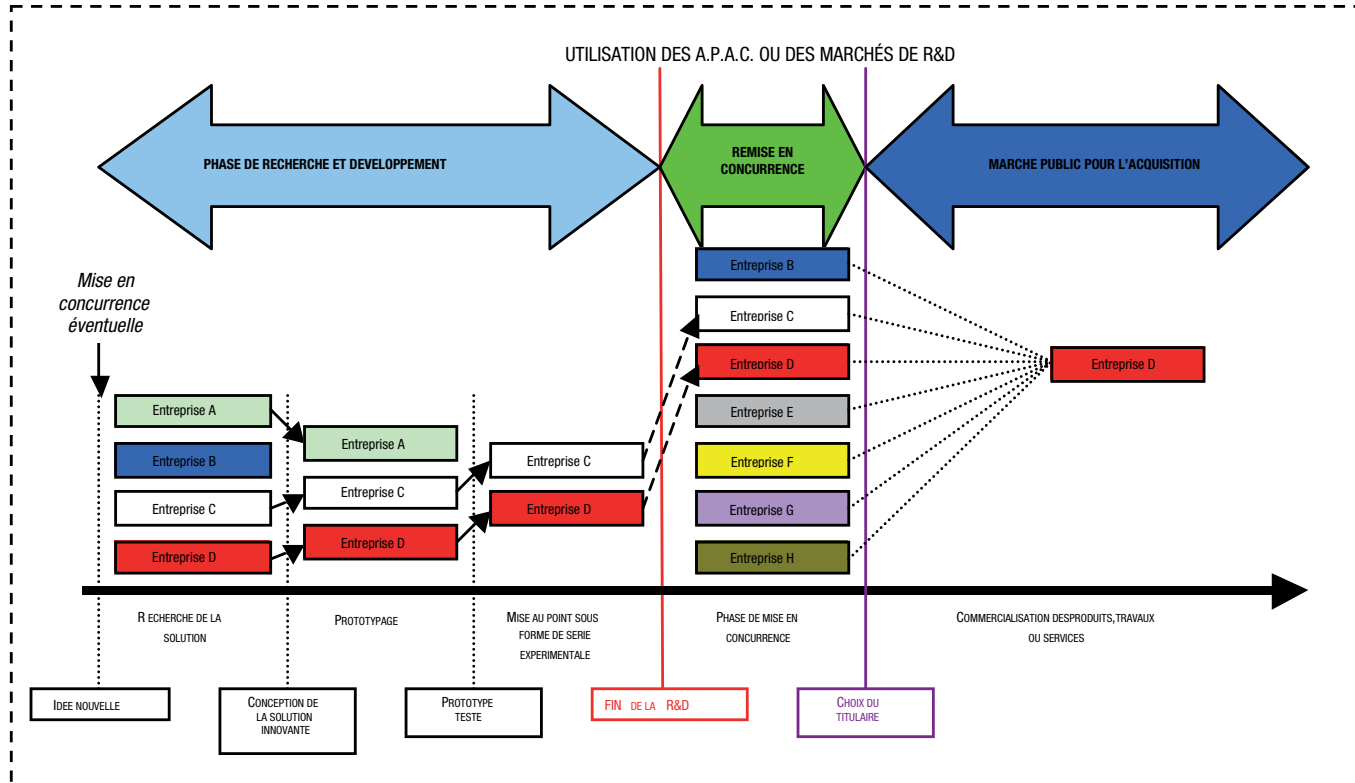 UTILISATION DES A.P.A.C. OU DES MARCHÉS DE R&D
PHASE DE RECHERCHE ET DEVELOPPEMENT
REMISE EN
CONCURRENCE
MARCHE PUBLIC POUR L'ACQUISITION
Mise en
concurrence
éventuelle
Entreprise A
Entreprise B
Entreprise C
Entreprise D
Entreprise A
Entreprise C
Entreprise D
Entreprise C
Entreprise D
Entreprise B
Entreprise C
Entreprise D
Entreprise E
Entreprise F
Entreprise G
Entreprise H
Entreprise D
R ECHERCHE DE LA
SOLUTION
PROTOTYPAGE
MISE AU POINT SOUS
FORME DE SERIE
EXPERIMENTALE
PHASE DE MISE EN
CONCURRENCE
COMMERCIALISATION DESPRODUITS,TRAVAUX
OU SERVICES
IDEE NOUVELLE
CONCEPTION DE
LA SOLUTION
INNOVANTE
PROTOTYPE
TESTE
FIN DE LA R&D
CHOIX DU
TITULAIRE